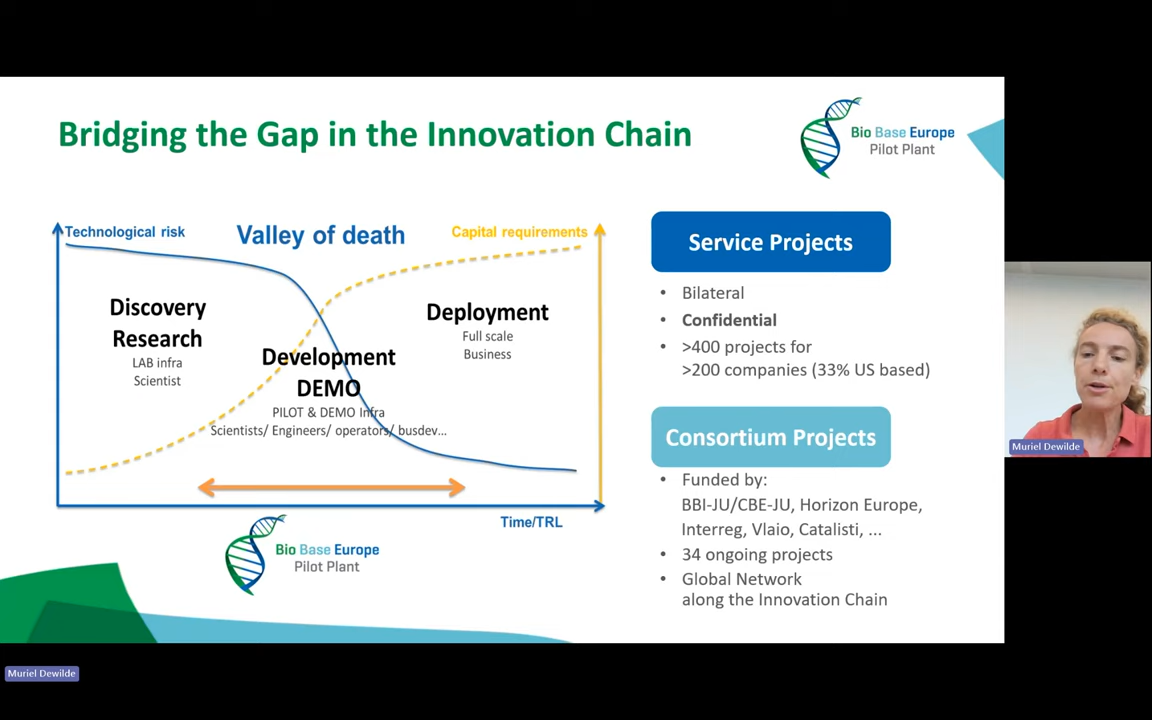 Bridging the Gap in the Innovation Chain
Bio Base Europe
Pilot Plant
Technological risk
Valley of death
Capital requirements
Discovery
Research
LAB infra
Scientist
Development
DEMO
PILOT & DEMO Infra
Scientists/ Engineers/ operators/ busdev...
Deployment
Full scale
Business
Time/TRL
Bio Base Europe
Pilot Plant
Service Projects
• Bilateral
• Confidential
• >400 projects for
>200 companies (33% US based)
Consortium Projects
• Funded by:
BBI-JU/CBE-JU, Horizon Europe,
Interreg, Vlaio, Catalisti, ...
• 34 ongoing projects
• Global Network
along the Innovation Chain
Muriel Dewilde
Muriel Dewilde